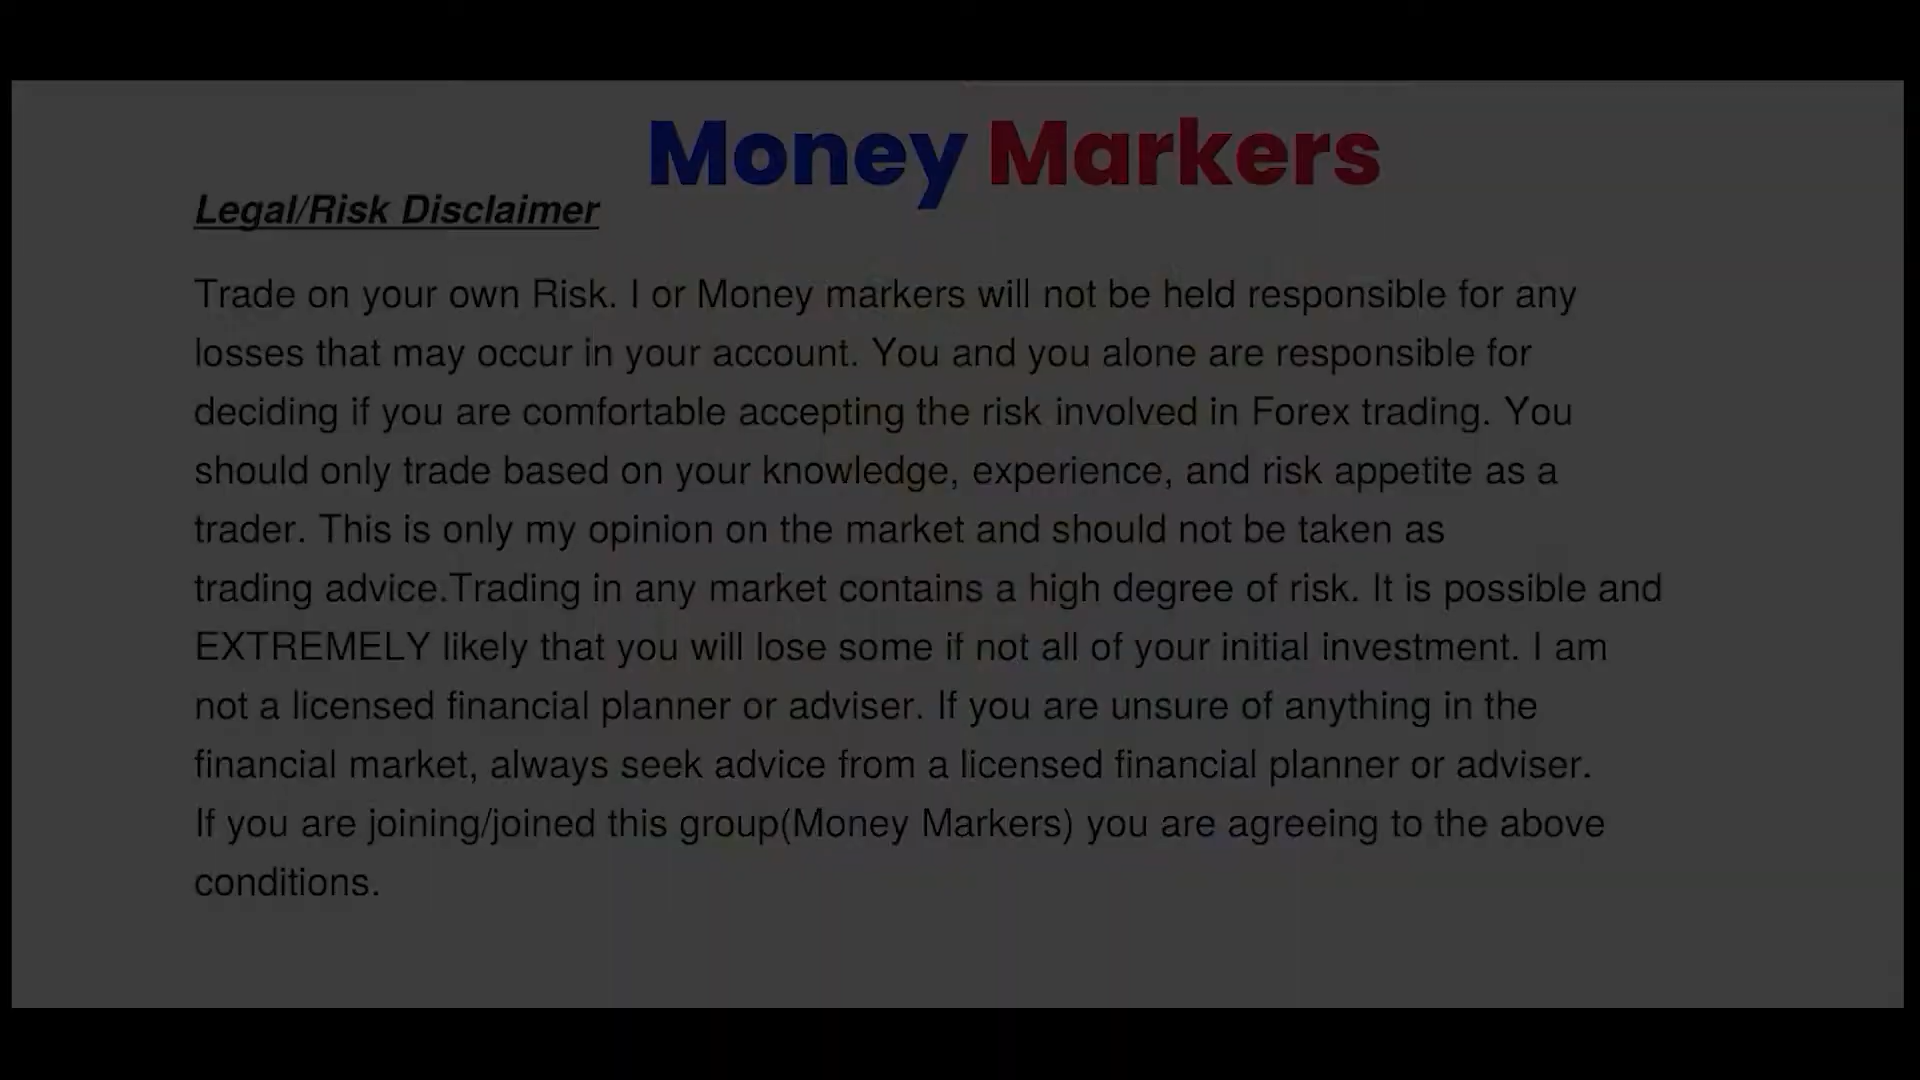 Money Markers
Legal/Risk Disclaimer
Trade on your own Risk. I or Money markers will not be held responsible for any
losses that may occur in your account. You and you alone are responsible for
deciding if you are comfortable accepting the risk involved in Forex trading. You
should only trade based on your knowledge, experience, and risk appetite as a
trader. This is only my opinion on the market and should not be taken as
trading advice.Trading in any market contains a high degree of risk. It is possible and
EXTREMELY likely that you will lose some if not all of your initial investment. I am
not a licensed financial planner or adviser. If you are unsure of anything in the
financial market, always seek advice from a licensed financial planner or adviser.
If you are joining/joined this group(Money Markers) you are agreeing to the above
conditions.